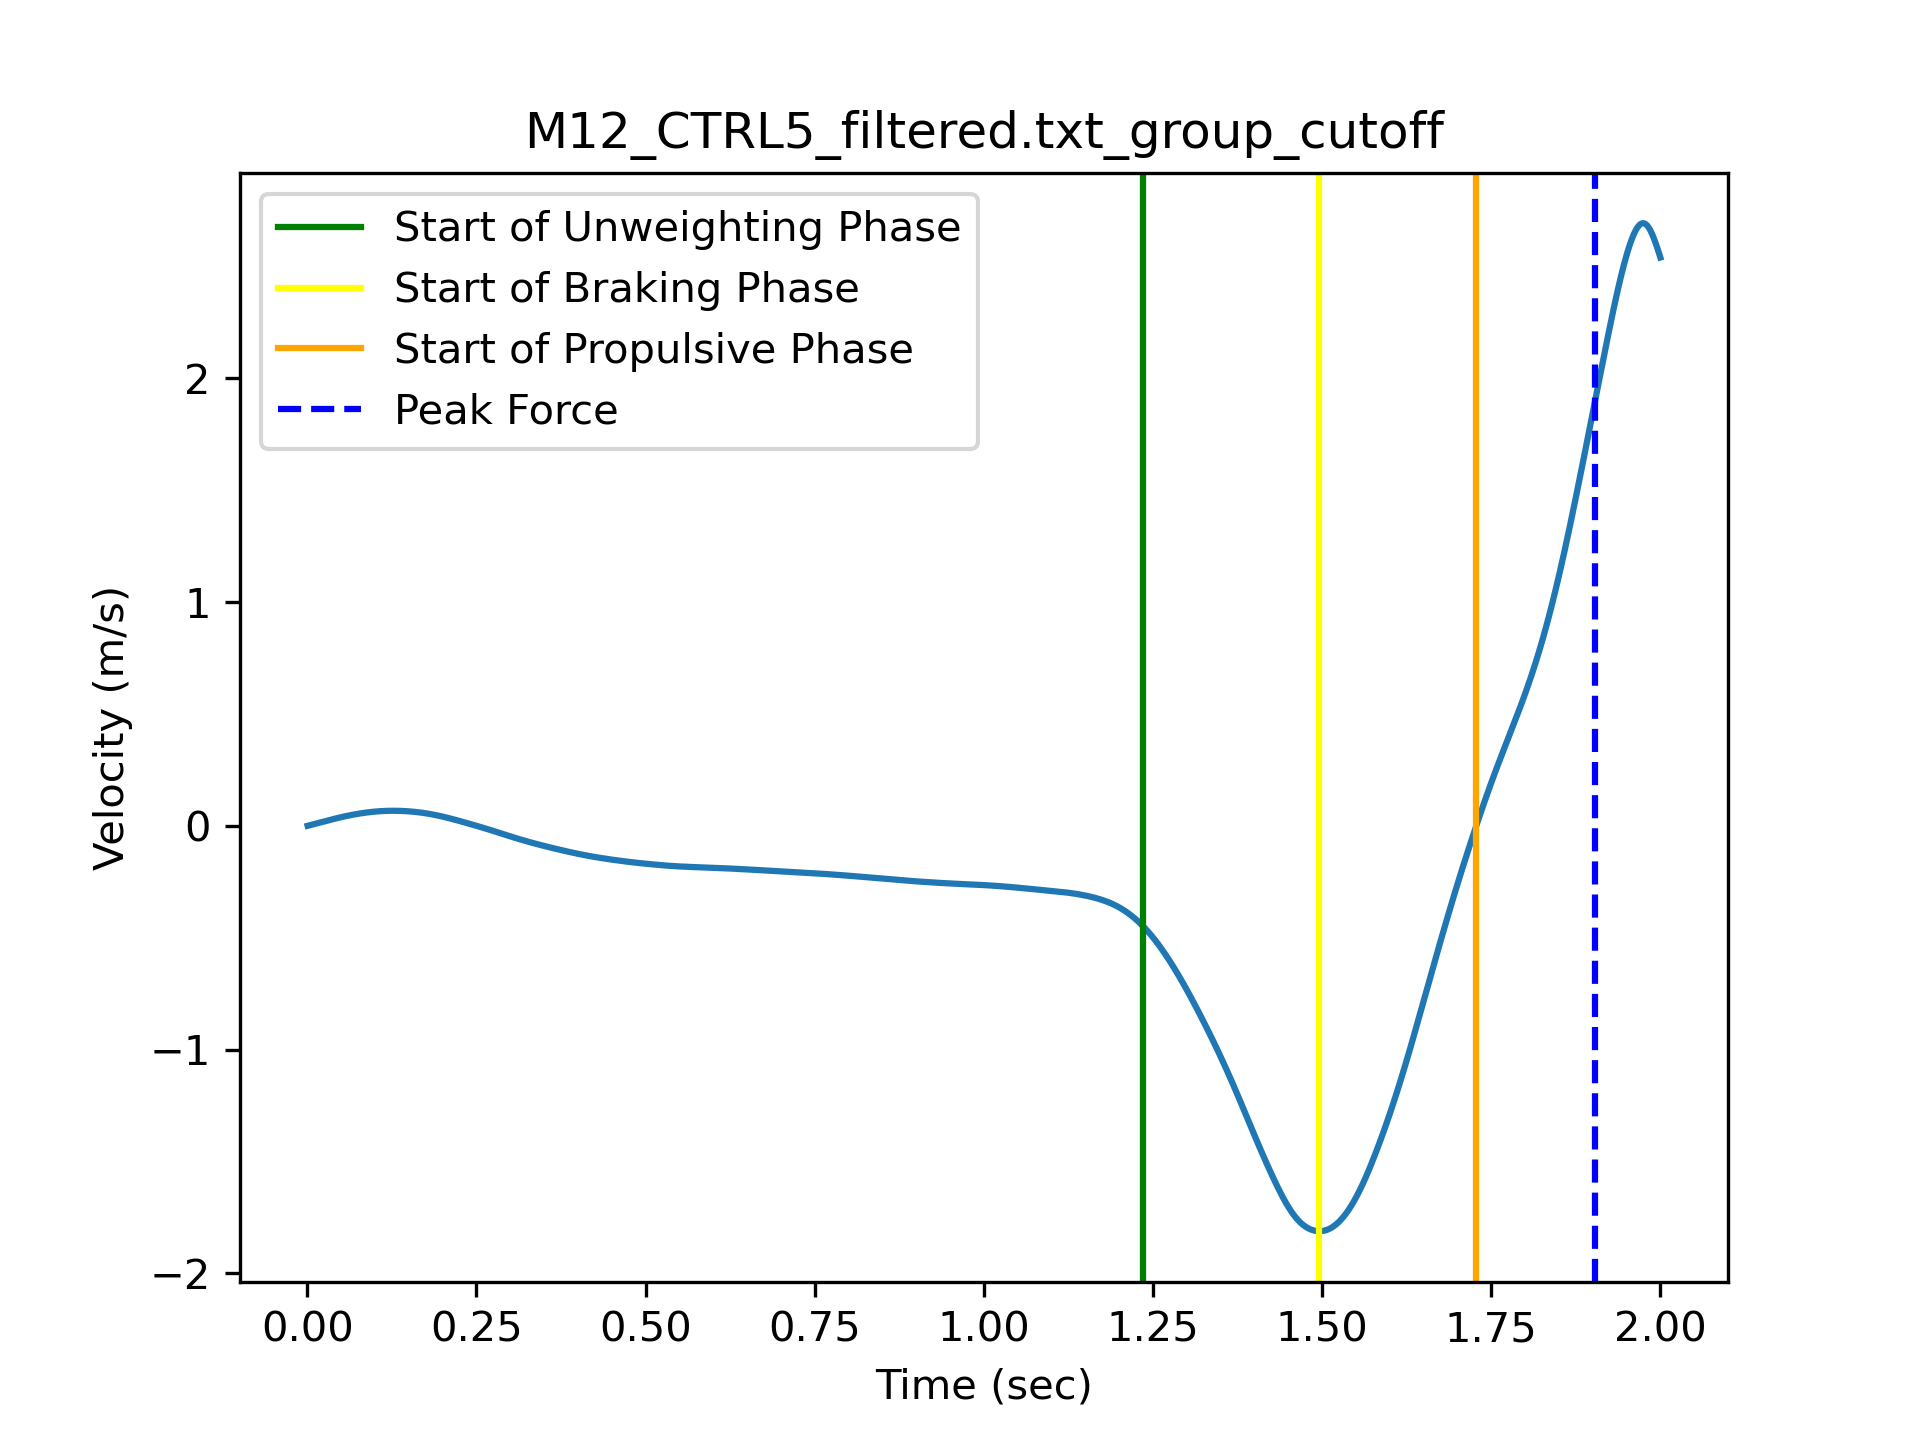 M12_CTRL5_filtered.txt_group_cutoff
Start of Unweighting Phase
Start of Braking Phase
Start of Propulsive Phase
Peak Force
Velocity (m/s)
2
1
0
−1
−2
0.00 0.25 0.50 0.75 1.00 1.25 1.50 1.75 2.00
Time (sec)